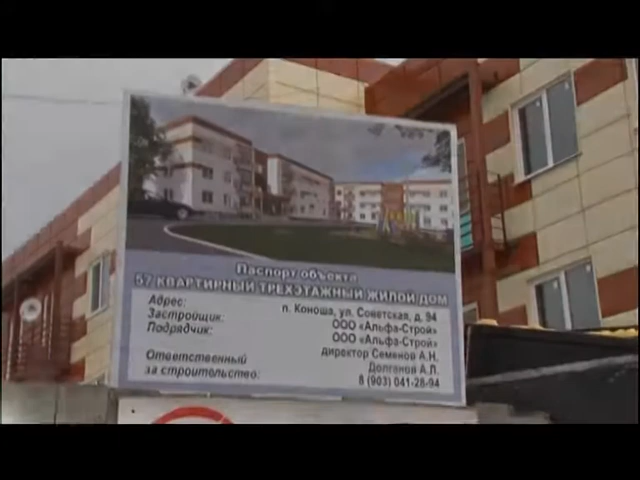 Паспорт объекта
57 КВАРТИРНЫЙ ТРЁХЭТАЖНЫЙ ЖИЛОЙ ДОМ
Адрес: п. Коноша, ул. Советская, д. 94
Застройщик: ООО «Альфа-Строй»
Подрядчик: ООО «Альфа-Строй»
директор Семенов А.Н.
Ответственный Долганов А.Л.
за строительство: 8 (903) 041-28-94